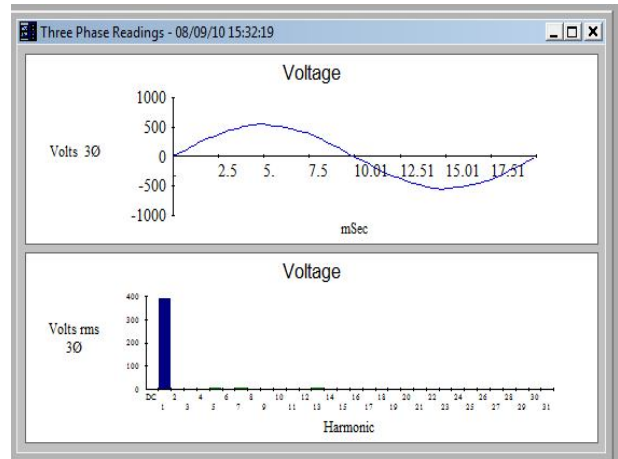 Three Phase Readings - 08/09/10 15:32:19
Voltage
1000
500
0
-500
-1000
Volts 3Ø
2.5 5. 7.5 10.01 12.51 15.01 17.51
mSec
Voltage
400
300
200
100
0
Volts rms
3Ø
DC 2 4 6 8 10 12 14 16 18 20 22 24 26 28 30
1 3 5 7 9 11 13 15 17 19 21 23 25 27 29 31
Harmonic